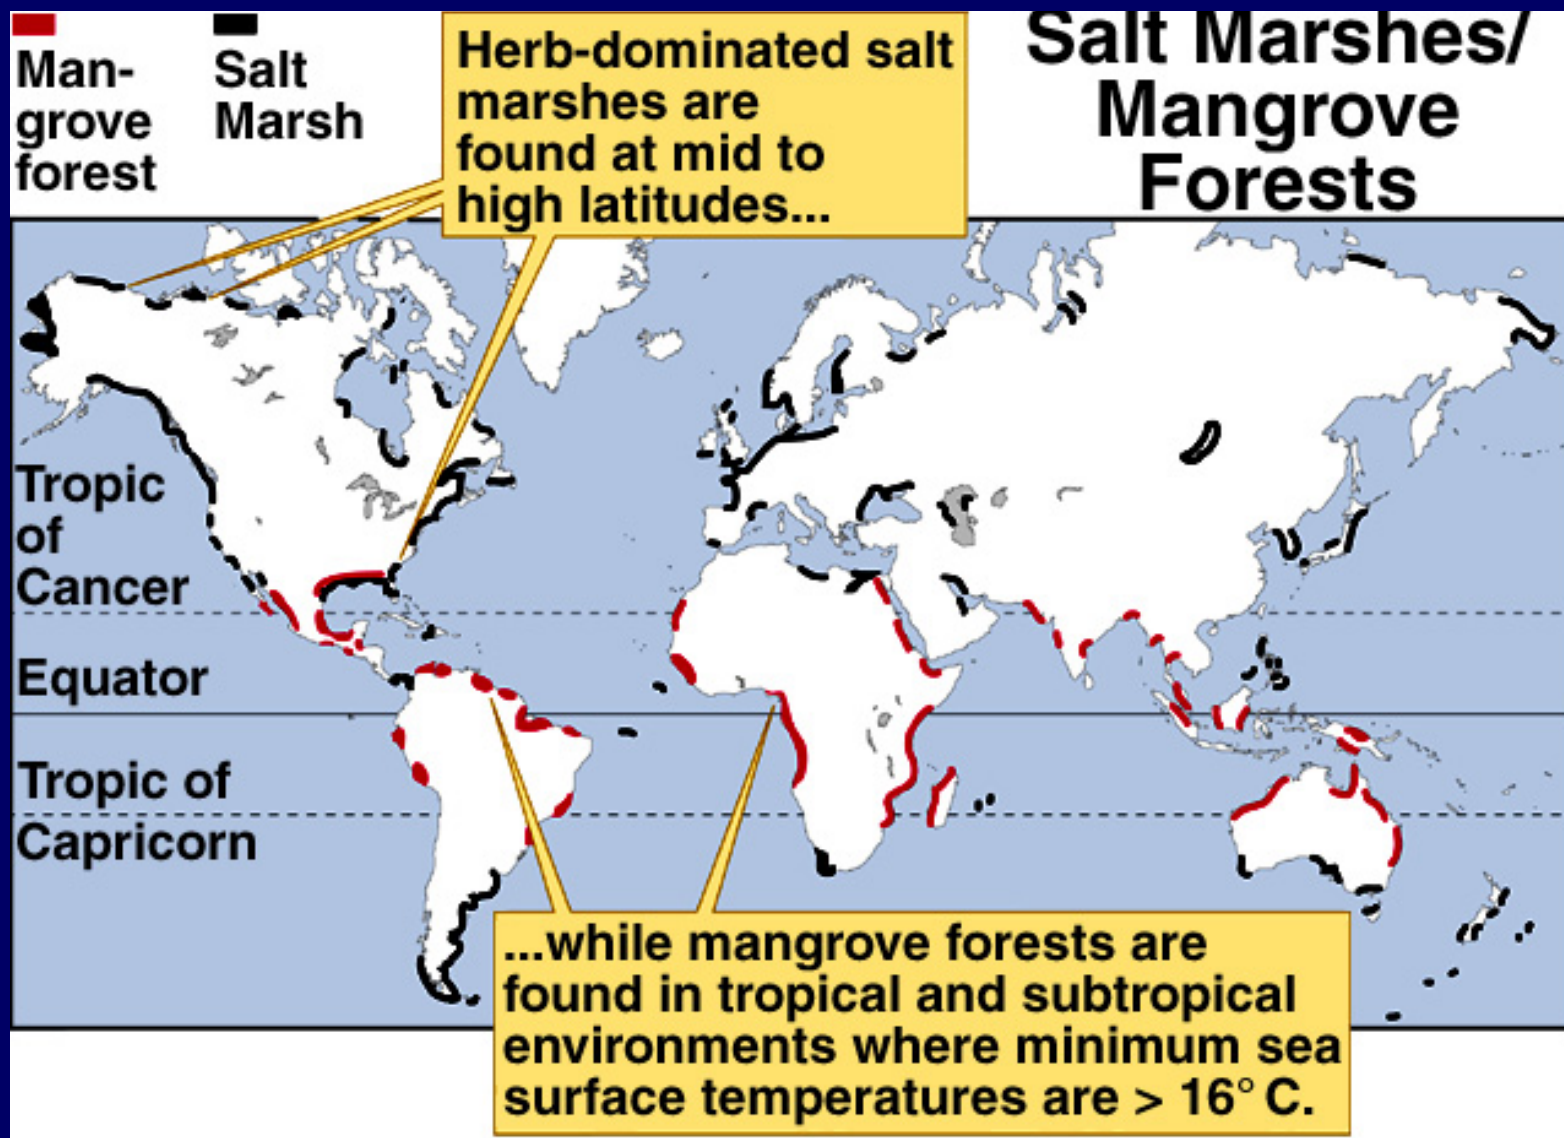 Salt Marshes/
Mangrove
Forests
Man-
grove
forest
Salt
Marsh
Herb-dominated salt
marshes are
found at mid to
high latitudes...
Tropic
of
Cancer
Equator
Tropic of
Capricorn
...while mangrove forests are
found in tropical and subtropical
environments where minimum sea
surface temperatures are > 16° C.